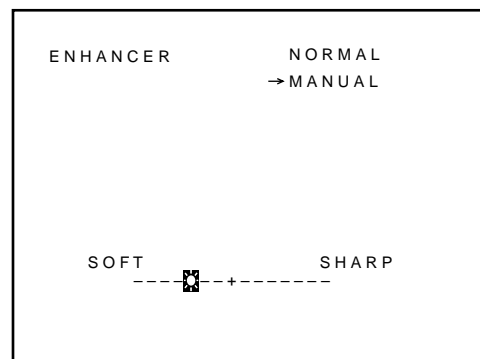 ENHANCER NORMAL
→MANUAL
SOFT SHARP
----O--+-------